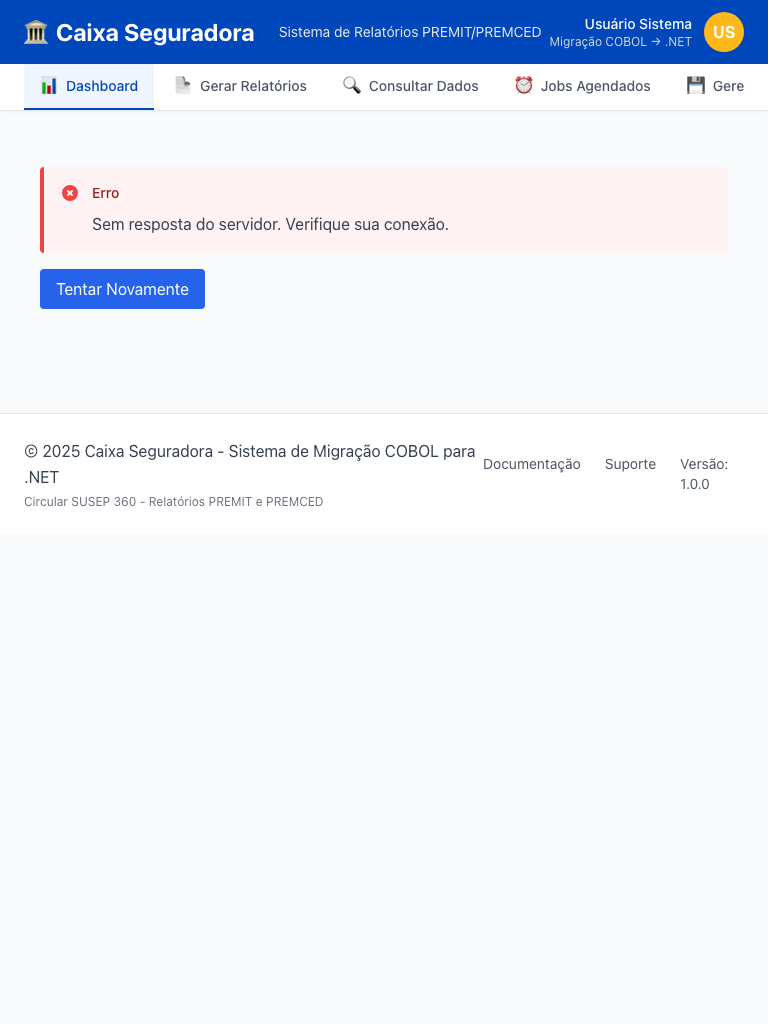 Caixa Seguradora
Sistema de Relatórios PREMIT/PREMCED
Usuário Sistema
Migração COBOL → .NET
US
Dashboard
Gerar Relatórios
Consultar Dados
Jobs Agendados
Gere
Erro
Sem resposta do servidor. Verifique sua conexão.
Tentar Novamente
© 2025 Caixa Seguradora - Sistema de Migração COBOL para
.NET
Circular SUSEP 360 - Relatórios PREMIT e PREMCED
Documentação
Suporte
Versão:
1.0.0